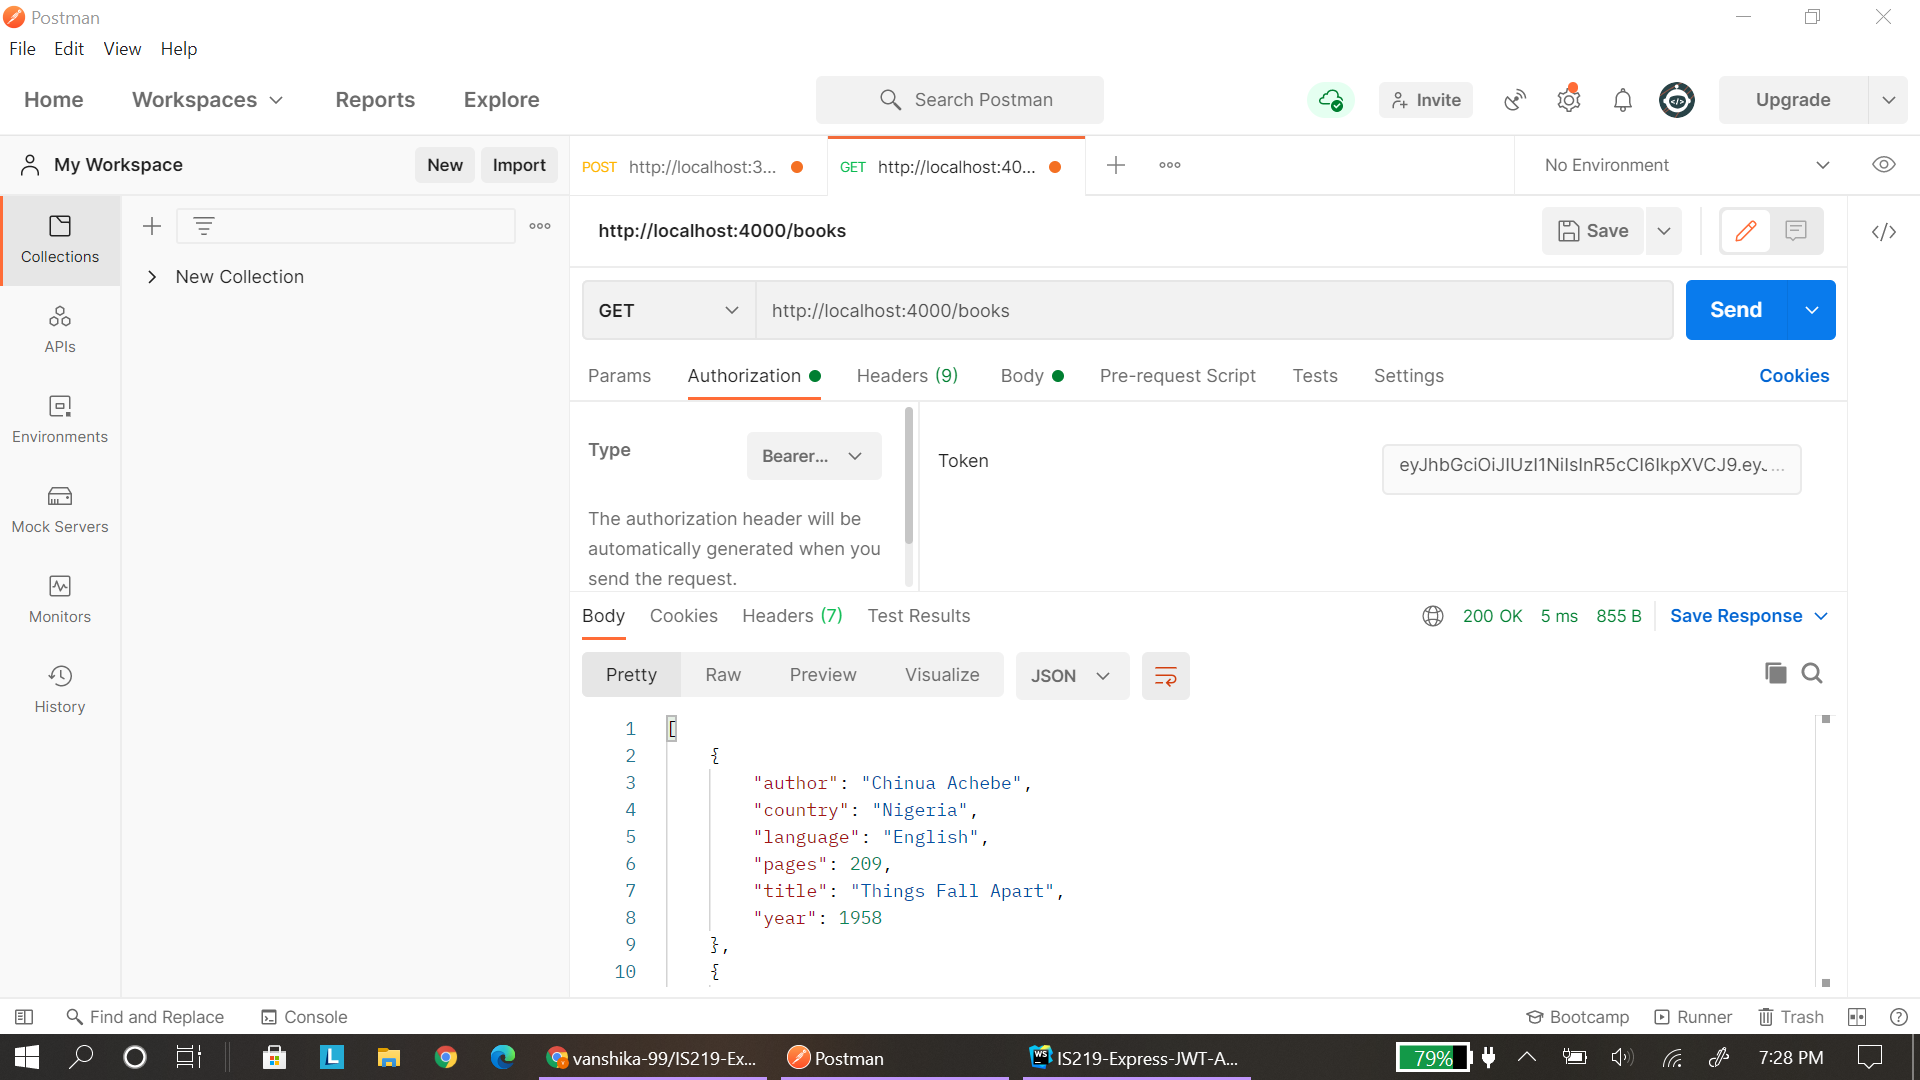 Postman
File Edit View Help
Home Workspaces Reports Explore Search Postman Invite Upgrade
My Workspace New Import
POST http://localhost:3... GET http://localhost:40... No Environment
Collections
APIs
Environments
Mock Servers
Monitors
History
New Collection
http://localhost:4000/books Save
GET http://localhost:4000/books Send
Params Authorization Headers (9) Body Pre-request Script Tests Settings Cookies
Type Bearer...
The authorization header will be
automatically generated when you
send the request.
Token eyJhbGciOiJIUzI1NiIsInR5cCI6IkpXVCJ9.eyJ...
Body Cookies Headers (7) Test Results 200 OK 5 ms 855 B Save Response
Pretty Raw Preview Visualize JSON
1 [
2 {
3 "author": "Chinua Achebe",
4 "country": "Nigeria",
5 "language": "English",
6 "pages": 209,
7 "title": "Things Fall Apart",
8 "year": 1958
9 },
10 {
Find and Replace Console Bootcamp Runner Trash
L vanshika-99/IS219-Ex... Postman WS IS219-Express-JWT-A... 79% 7:28 PM